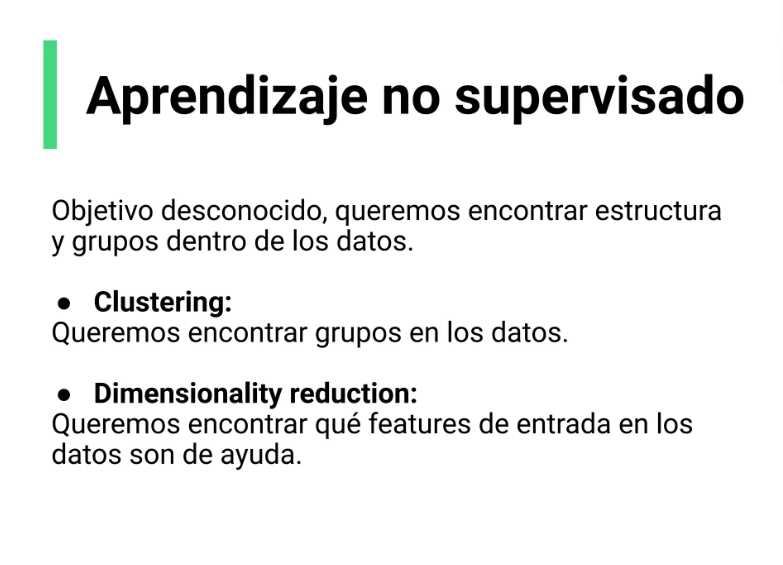 Aprendizaje no supervisado
Objetivo desconocido, queremos encontrar estructura
y grupos dentro de los datos.
● Clustering:
Queremos encontrar grupos en los datos.
● Dimensionality reduction:
Queremos encontrar qué features de entrada en los
datos son de ayuda.